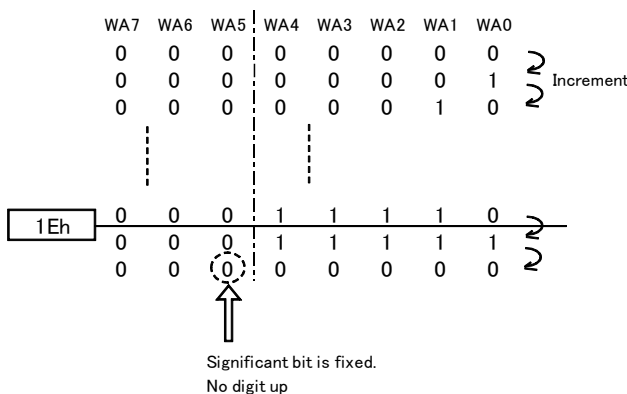 WA7 WA6 WA5 WA4 WA3 WA2 WA1 WA0
0 0 0 0 0 0 0 0
0 0 0 0 0 0 0 1 Increment
0 0 0 0 0 0 1 0
1Eh 0 0 0 1 1 1 1 0
0 0 0 1 1 1 1 1
0 0 0 0 0 0 0 0
Significant bit is fixed.
No digit up